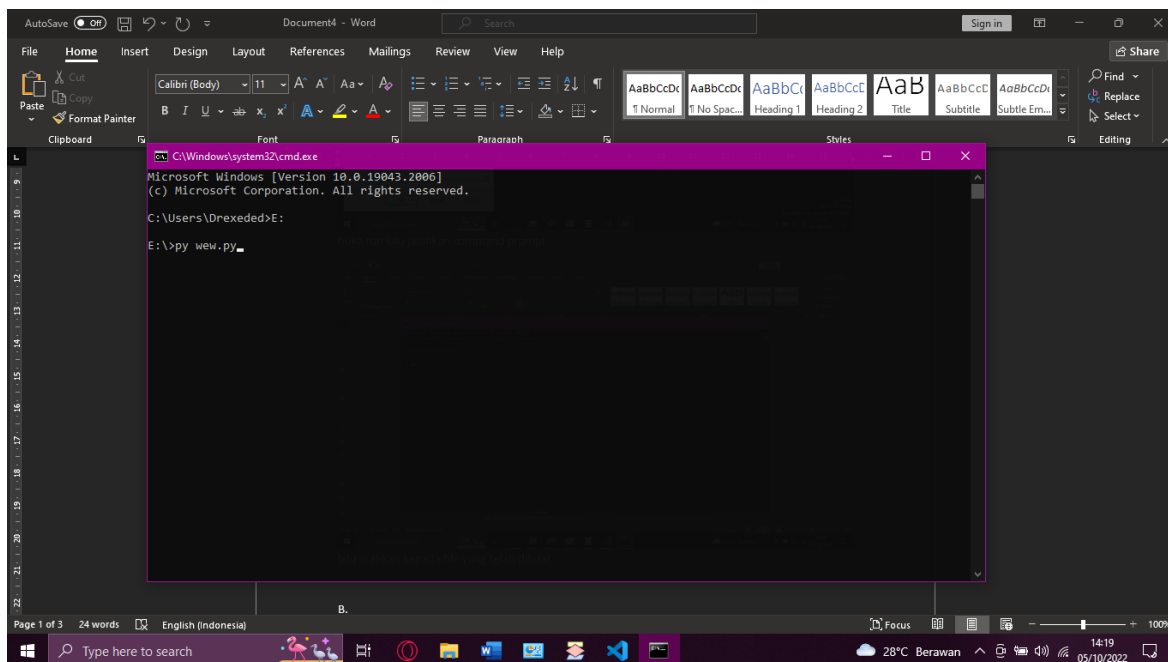 AutoSave Off Document4 - Word Search Sign in
File Home Insert Design Layout References Mailings Review View Help Share
Cut
Copy
Paste
Format Painter
Calibri (Body) 11
AaBbCcDc AaBbCcDc AaBbCc AaBbCcE AaB AaBbCcD AaBbCcDc
¶ Normal ¶ No Spac... Heading 1 Heading 2 Title Subtitle Subtle Em...
Find
Replace
Select
Clipboard Font Paragraph Styles Editing
C:\Windows\system32\cmd.exe
Microsoft Windows [Version 10.0.19043.2006]
(c) Microsoft Corporation. All rights reserved.
C:\Users\Drexeded>E:
E:\>py wew.py
B.
Page 1 of 3 24 words English (Indonesia) Focus 100%
Type here to search 28°C Berawan 14:19
05/10/2022